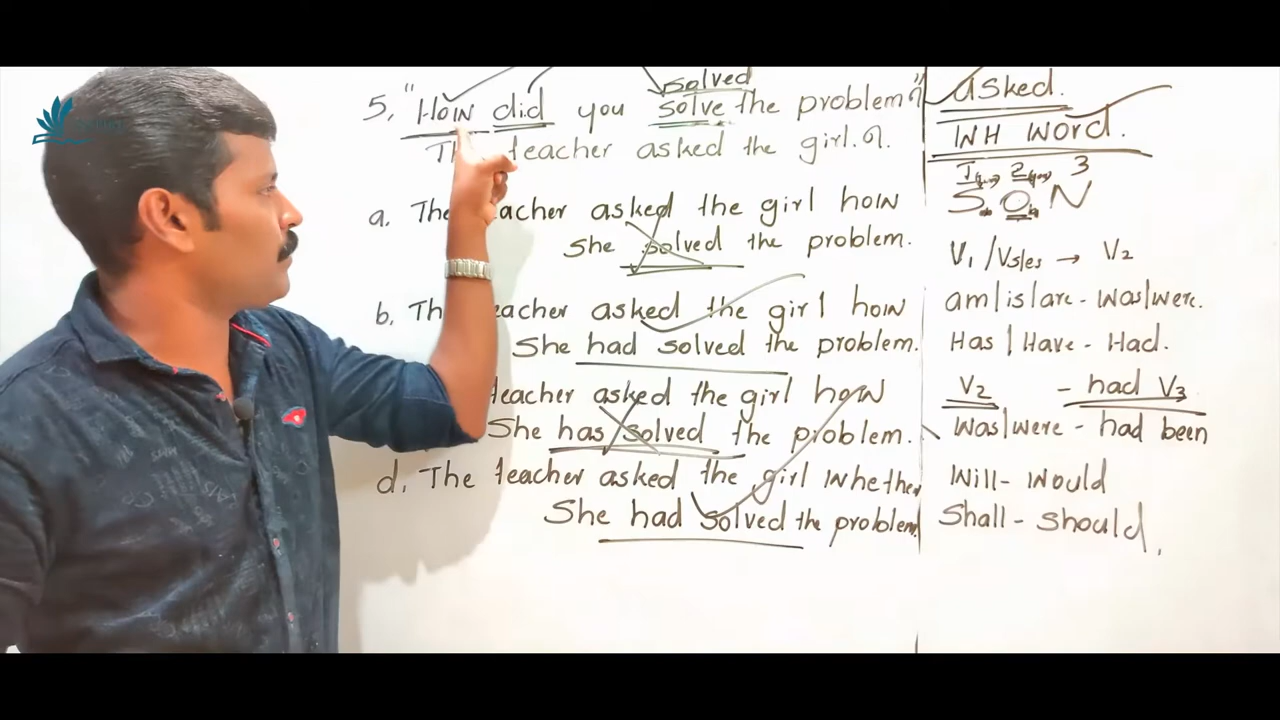 solved
5, "How did you solve the problem"
teacher asked the girl.
a. The teacher asked the girl how
She solved the problem.
b. teacher asked the girl how
She had solved the problem.
teacher asked the girl how
She has solved the problem.
d. The teacher asked the girl whether
She had solved the problem
asked.
WH Word.
1 2 3
S. O. N
V1/Vs/es → V2
am/is/are - was/were.
Has | Have - Had.
V2 - had V3
Was/were - had been
Will - Would
Shall - Should.